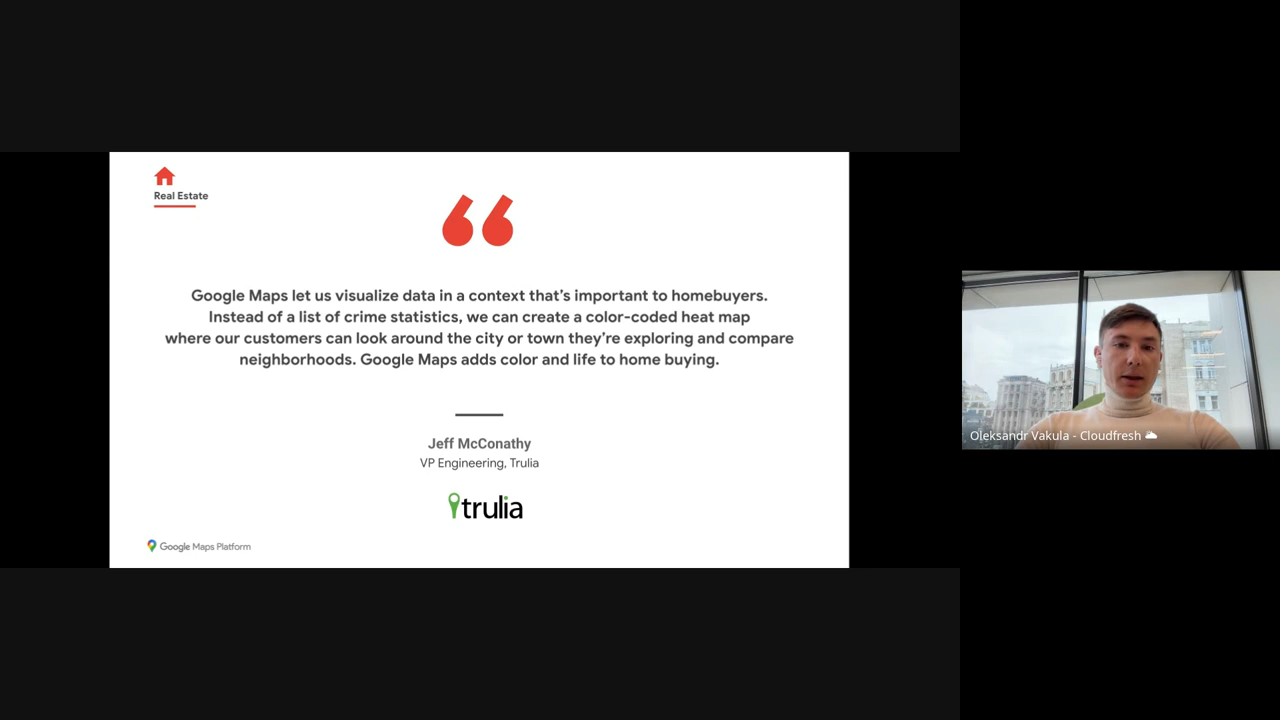 Real Estate
Google Maps let us visualize data in a context that's important to homebuyers.
Instead of a list of crime statistics, we can create a color-coded heat map
where our customers can look around the city or town they're exploring and compare
neighborhoods. Google Maps adds color and life to home buying.
Jeff McConathy
VP Engineering, Trulia
trulia
Google Maps Platform
Oleksandr Vakula - Cloudfresh